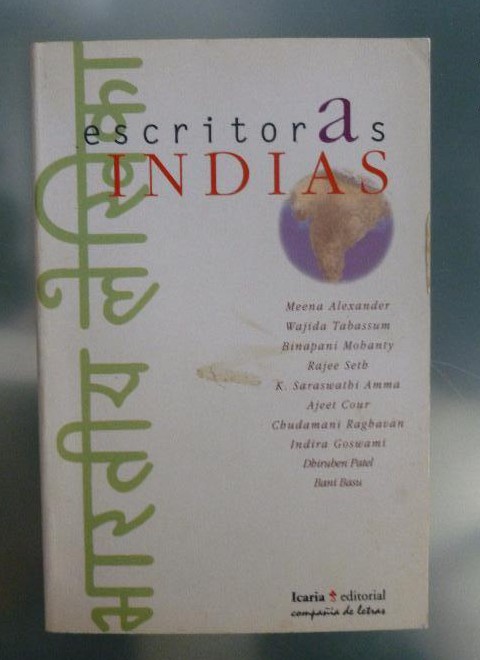 भारतीय लेखिका
escritorAs
INDIAS
Meena Alexander
Wajida Tabassum
Binapani Mohanty
Rajee Seth
K. Saraswathi Amma
Ajeet Cour
Chudamani Raghavan
Indira Goswami
Dhiruben Patel
Bani Basu
Icaria editorial
compañia de letras